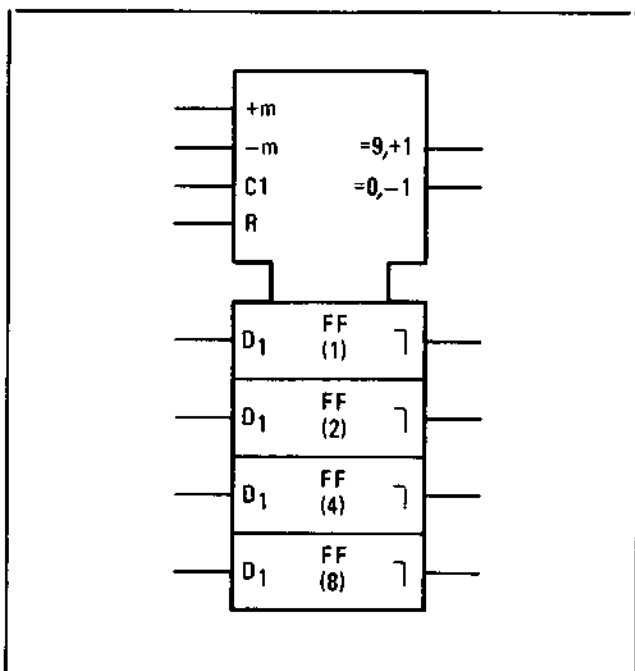 +m
-m =9,+1
C1 =0,-1
R
D1 FF
(1) ㄱ
D1 FF
(2) ㄱ
D1 FF
(4) ㄱ
D1 FF
(8) ㄱ